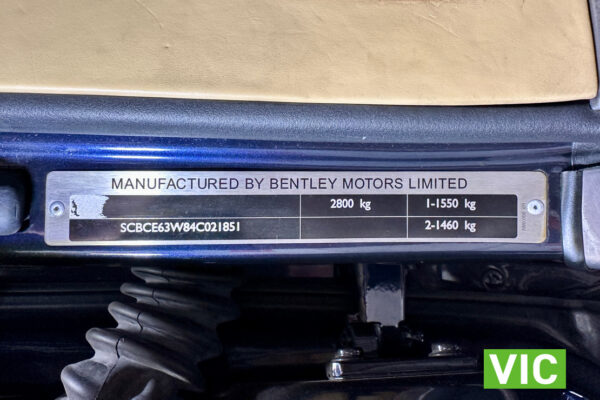 MANUFACTURED BY BENTLEY MOTORS LIMITED
2800 kg 1-1550 kg
SCBCE63W84C021851 2-1460 kg
VIC